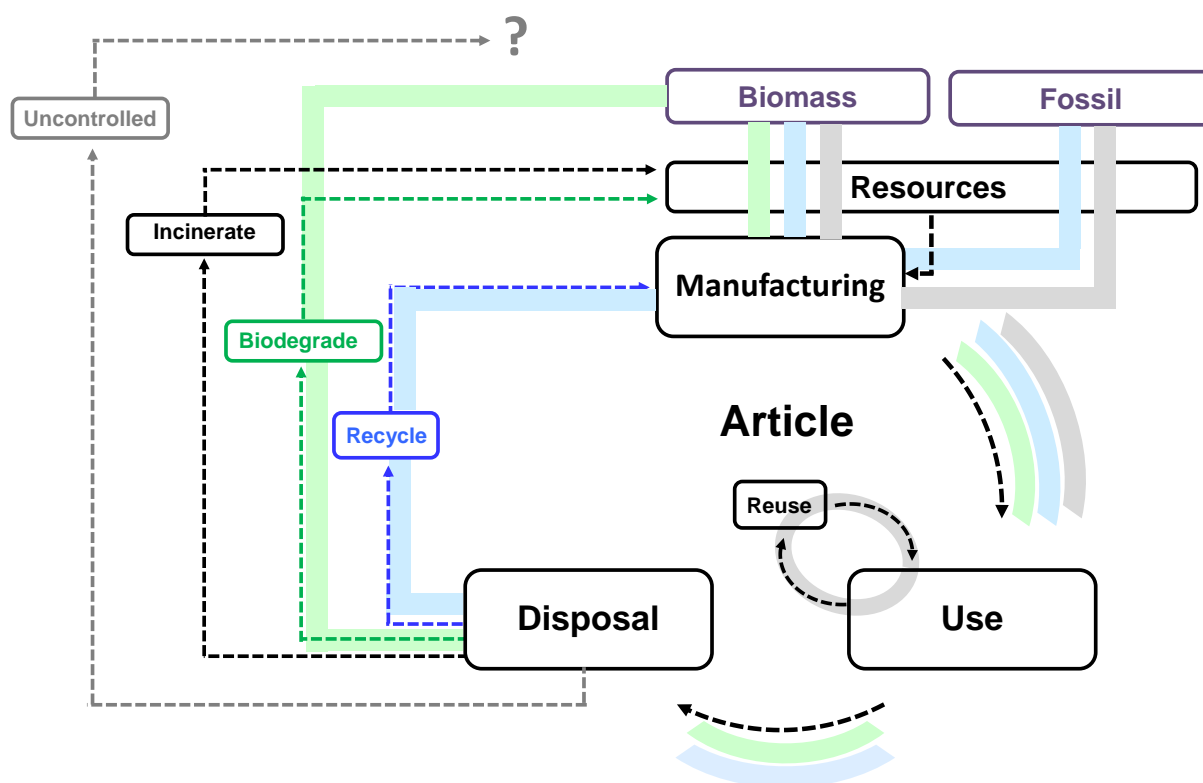 ?
Biomass
Fossil
Uncontrolled
Resources
Incinerate
Manufacturing
Biodegrade
Article
Recycle
Reuse
Disposal
Use